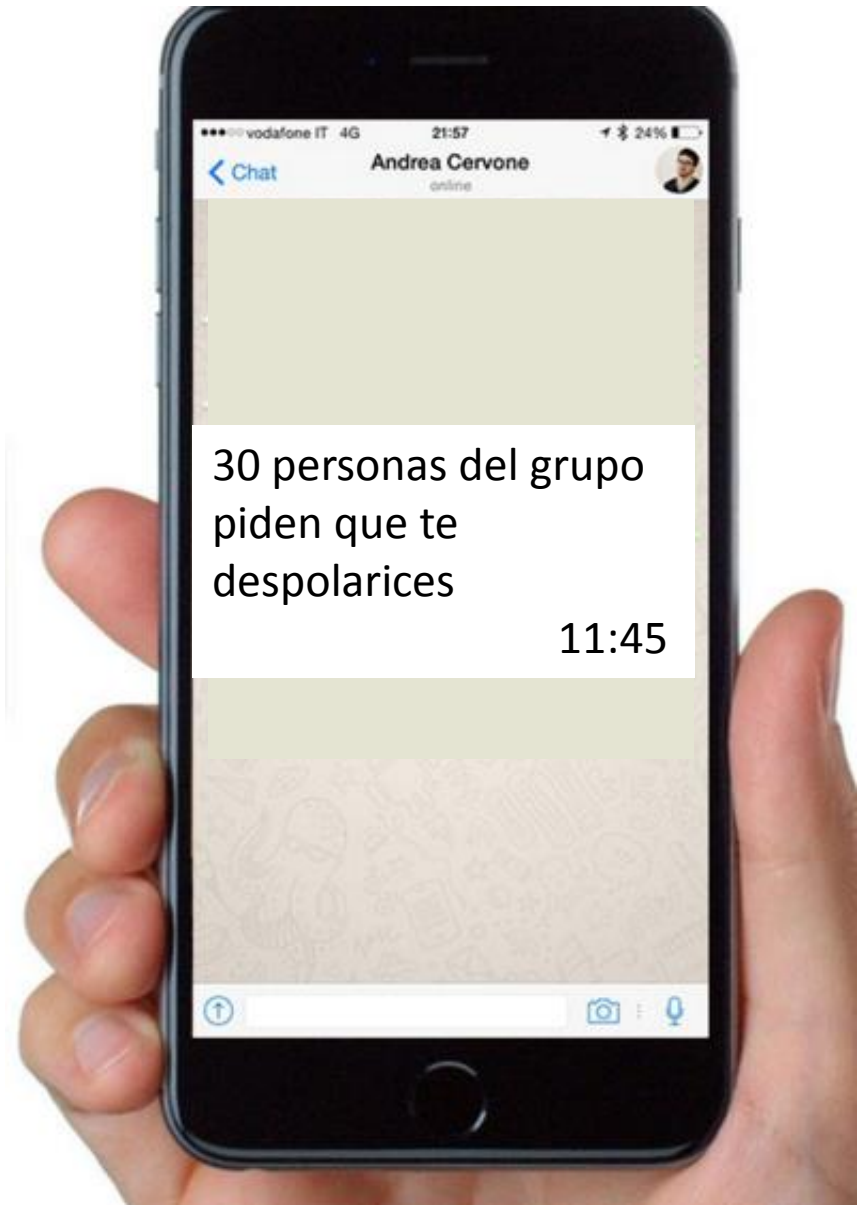 vodafone IT 4G 21:57 24%
Chat Andrea Cervone
online
30 personas del grupo
piden que te
despolarices
11:45